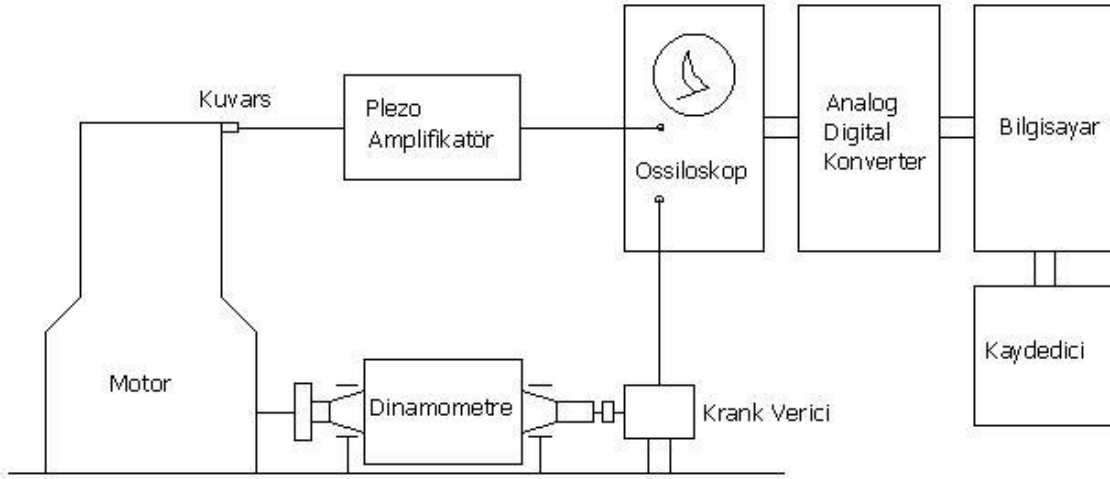 Kuvars
Plezo
Amplifikatör
Ossiloskop
Analog
Digital
Konverter
Bilgisayar
Kaydedici
Motor
Dinamometre
Krank Verici